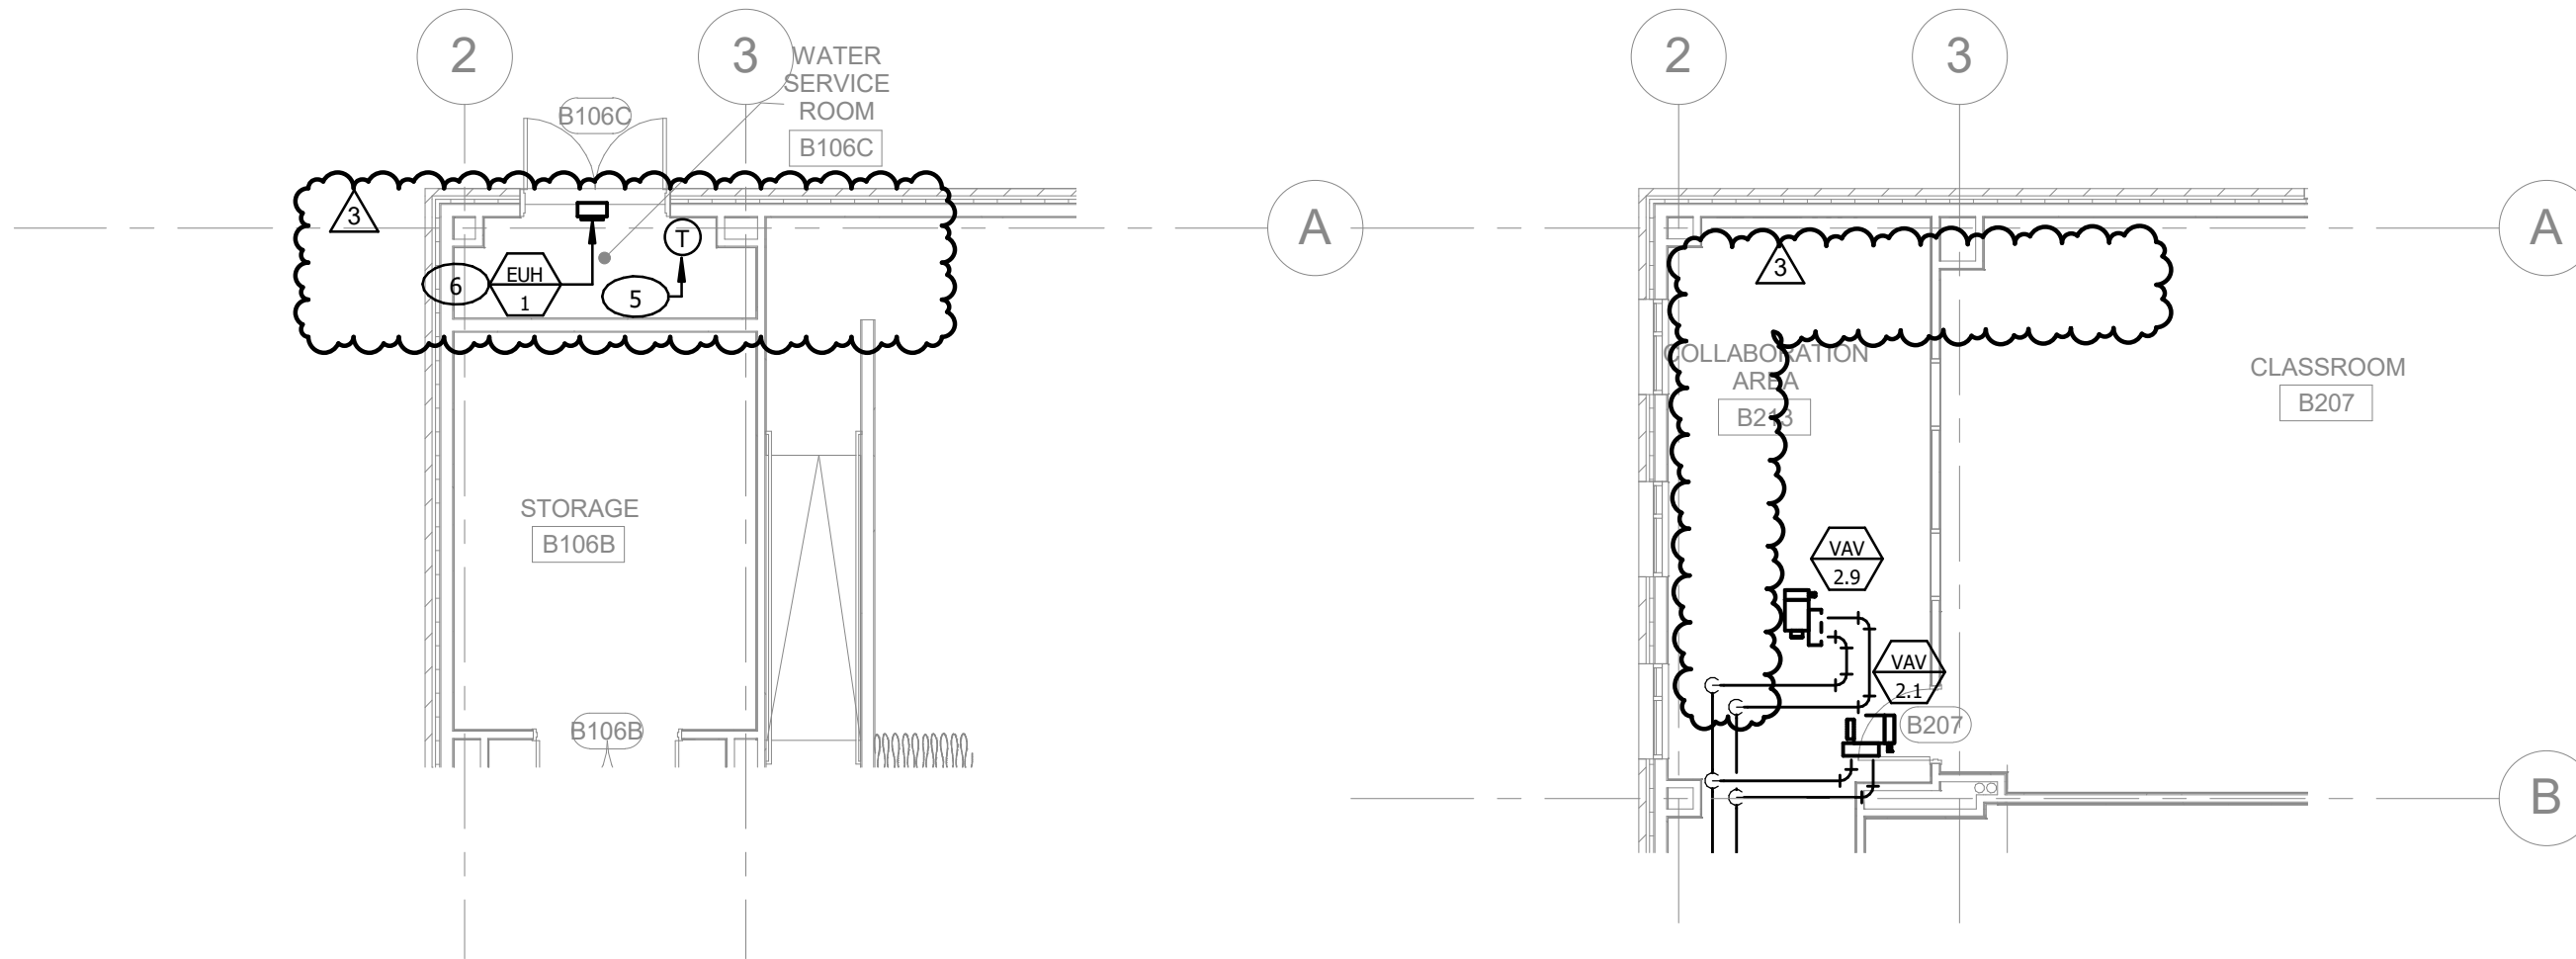 2
3
WATER
SERVICE
ROOM
B106C
B106C
3
T
A
6
EUH
1
5
STORAGE
B106B
B106B
2
3
A
3
COLLABORATION
AREA
B213
CLASSROOM
B207
VAV
2.9
VAV
2.1
B207
B